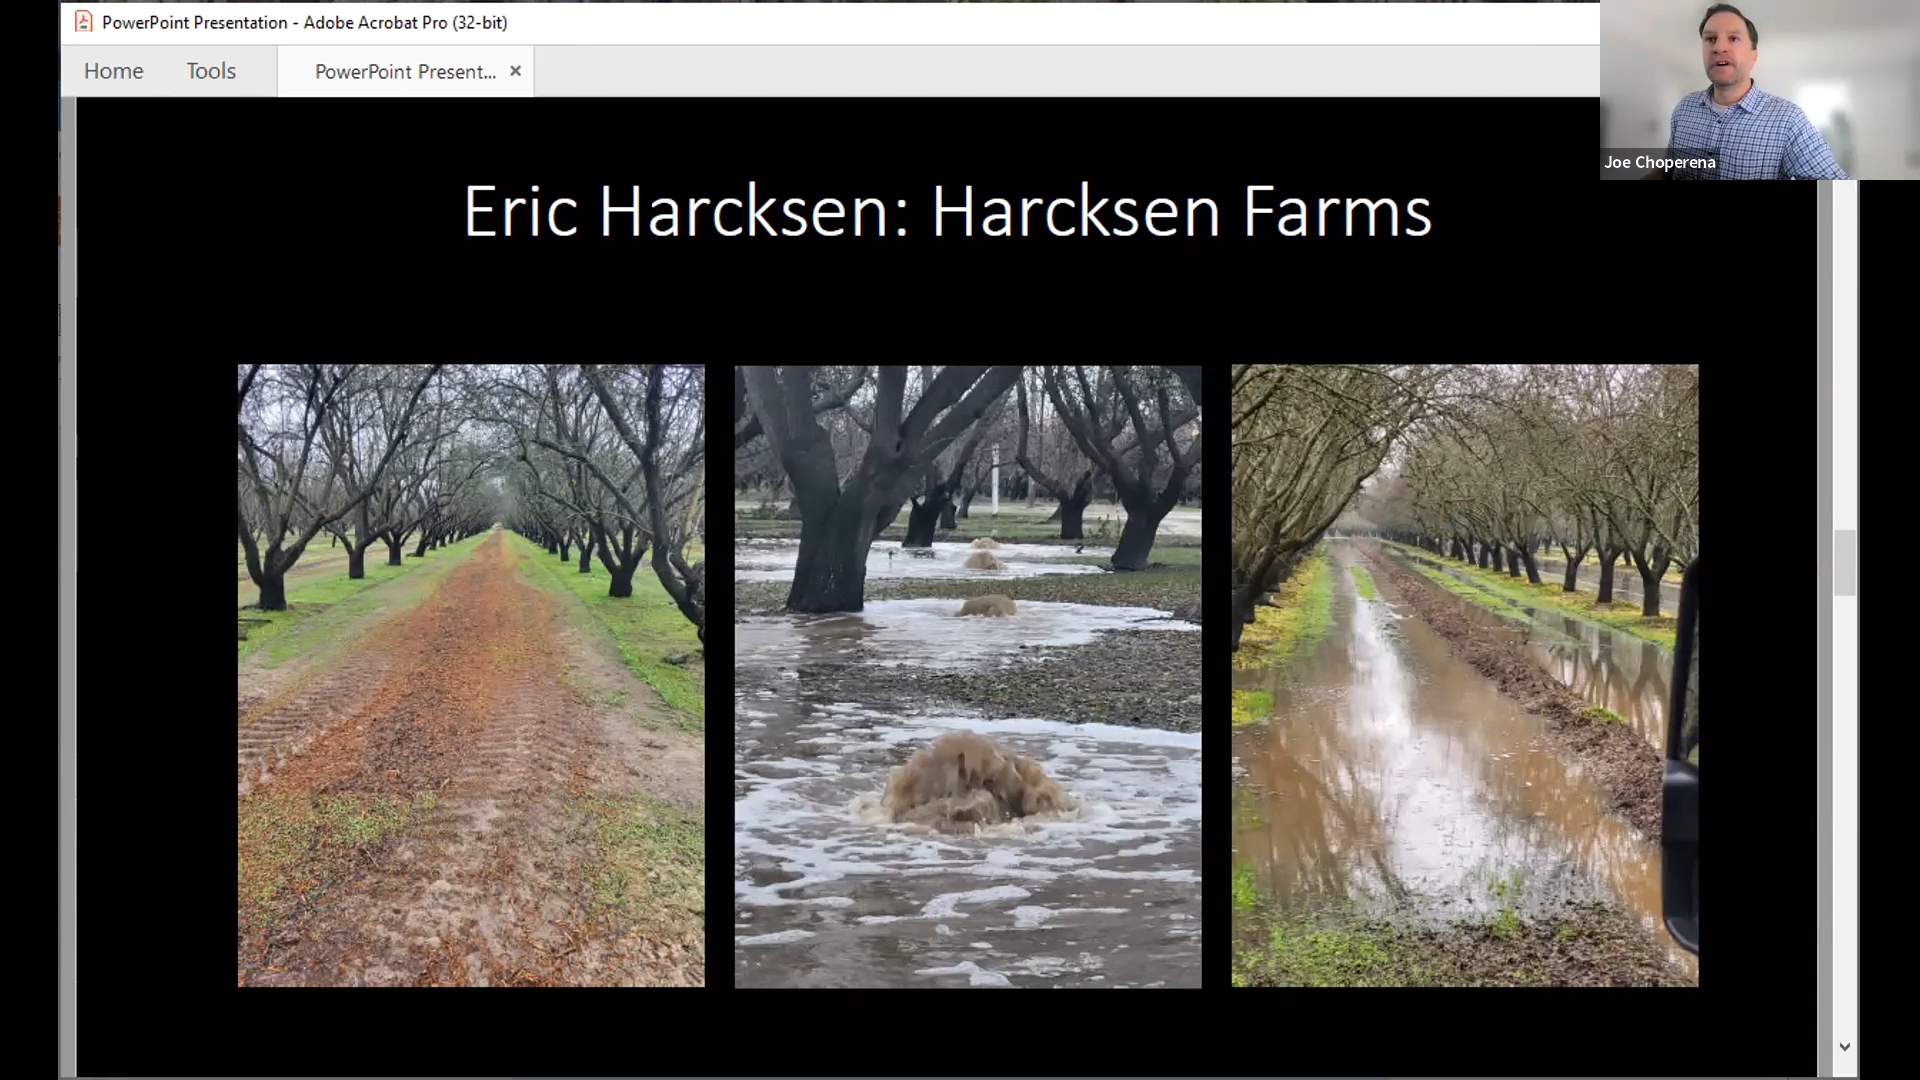 PowerPoint Presentation - Adobe Acrobat Pro (32-bit)
Home Tools PowerPoint Present... ×
Joe Choperena
Eric Harcksen: Harcksen Farms